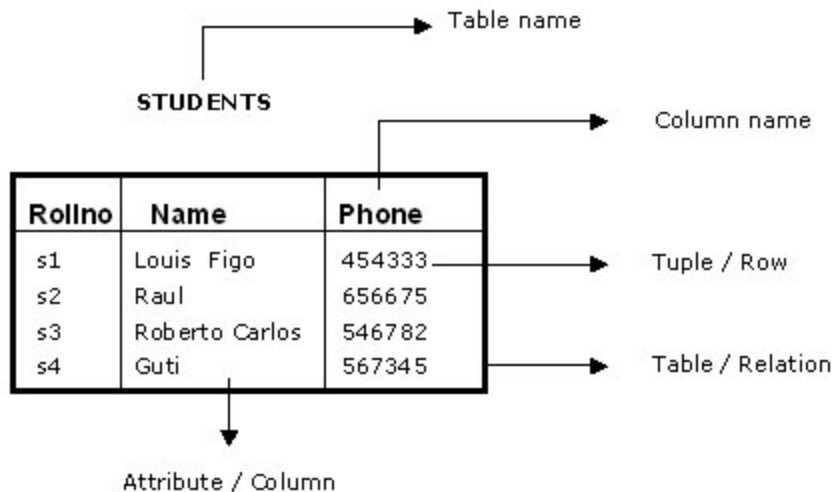 Table name
STUDENTS
Column name
Rollno Name Phone
s1 Louis Figo 454333 Tuple / Row
s2 Raul 656675
s3 Roberto Carlos 546782
s4 Guti 567345 Table / Relation
Attribute / Column